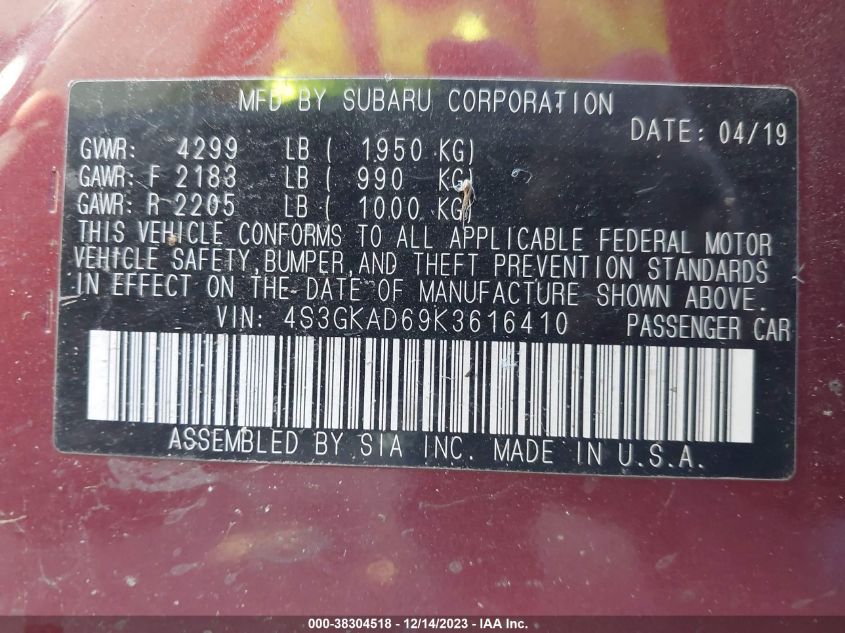 MFD BY SUBARU CORPORATION
DATE: 04/19
GVWR: 4299 LB ( 1950 KG)
GAWR: F 2183 LB ( 990 KG)
GAWR: R 2205 LB ( 1000 KG)
THIS VEHICLE CONFORMS TO ALL APPLICABLE FEDERAL MOTOR
VEHICLE SAFETY, BUMPER, AND THEFT PREVENTION STANDARDS
IN EFFECT ON THE DATE OF MANUFACTURE SHOWN ABOVE.
VIN: 4S3GKAD69K3616410 PASSENGER CAR
ASSEMBLED BY SIA INC. MADE IN U.S.A.
000-38304518 - 12/14/2023 - IAA Inc.